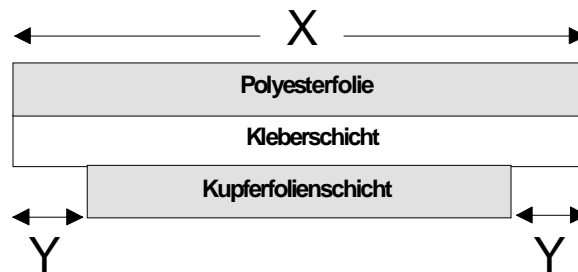 X
Polyesterfolie
Kleberschicht
Kupferfolienschicht
Y Y